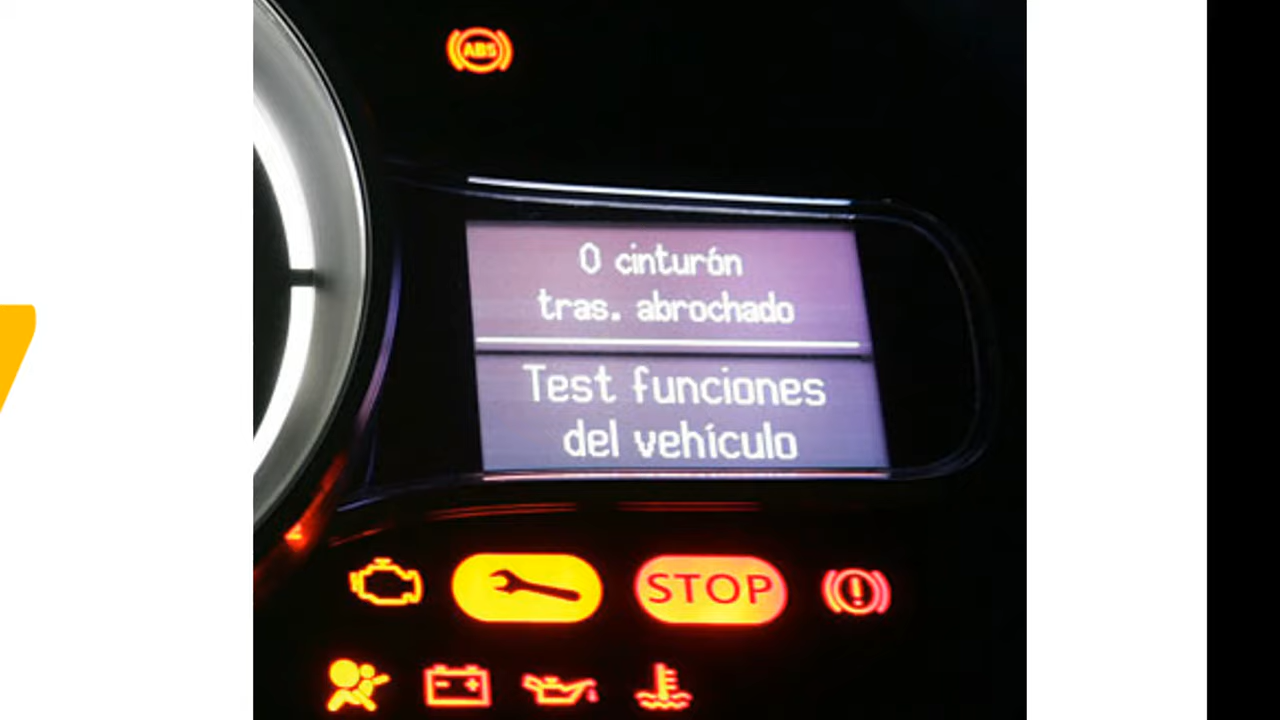 ABS
0 cinturón
tras. abrochado
Test funciones
del vehículo
STOP